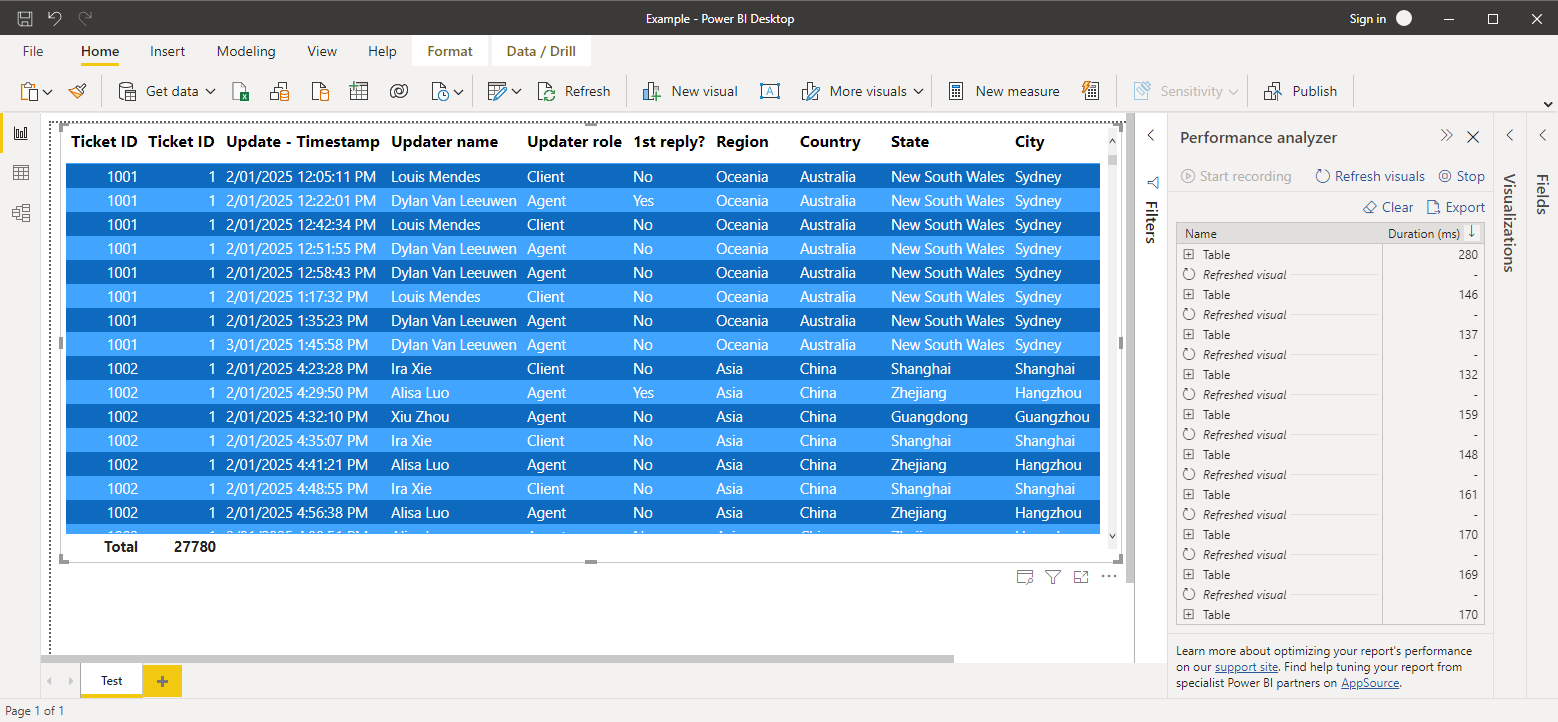 Example - Power BI Desktop
Sign in
File Home Insert Modeling View Help Format Data / Drill
Get data Refresh New visual More visuals New measure Sensitivity Publish
Ticket ID Ticket ID Update - Timestamp Updater name Updater role 1st reply? Region Country State City
1001 1 2/01/2025 12:05:11 PM Louis Mendes Client No Oceania Australia New South Wales Sydney
1001 1 2/01/2025 12:22:01 PM Dylan Van Leeuwen Agent Yes Oceania Australia New South Wales Sydney
1001 1 2/01/2025 12:42:34 PM Louis Mendes Client No Oceania Australia New South Wales Sydney
1001 1 2/01/2025 12:51:55 PM Dylan Van Leeuwen Agent No Oceania Australia New South Wales Sydney
1001 1 2/01/2025 12:58:43 PM Dylan Van Leeuwen Agent No Oceania Australia New South Wales Sydney
1001 1 2/01/2025 1:17:32 PM Louis Mendes Client No Oceania Australia New South Wales Sydney
1001 1 2/01/2025 1:35:23 PM Dylan Van Leeuwen Agent No Oceania Australia New South Wales Sydney
1001 1 3/01/2025 1:45:58 PM Dylan Van Leeuwen Agent No Oceania Australia New South Wales Sydney
1002 1 2/01/2025 4:23:28 PM Ira Xie Client No Asia China Shanghai Shanghai
1002 1 2/01/2025 4:29:50 PM Alisa Luo Agent Yes Asia China Zhejiang Hangzhou
1002 1 2/01/2025 4:32:10 PM Xiu Zhou Agent No Asia China Guangdong Guangzhou
1002 1 2/01/2025 4:35:07 PM Ira Xie Client No Asia China Shanghai Shanghai
1002 1 2/01/2025 4:41:21 PM Alisa Luo Agent No Asia China Zhejiang Hangzhou
1002 1 2/01/2025 4:48:55 PM Ira Xie Client No Asia China Shanghai Shanghai
1002 1 2/01/2025 4:56:38 PM Alisa Luo Agent No Asia China Zhejiang Hangzhou
Total 27780
Filters
Performance analyzer
Start recording Refresh visuals Stop
Clear Export
Name Duration (ms)
Table 280
Refreshed visual -
Table 146
Refreshed visual -
Table 137
Refreshed visual -
Table 132
Refreshed visual -
Table 159
Refreshed visual -
Table 148
Refreshed visual -
Table 161
Refreshed visual -
Table 170
Refreshed visual -
Table 169
Refreshed visual -
Table 170
Learn more about optimizing your report's performance
on our support site. Find help tuning your report from
specialist Power BI partners on AppSource.
Visualizations
Fields
Test
Page 1 of 1